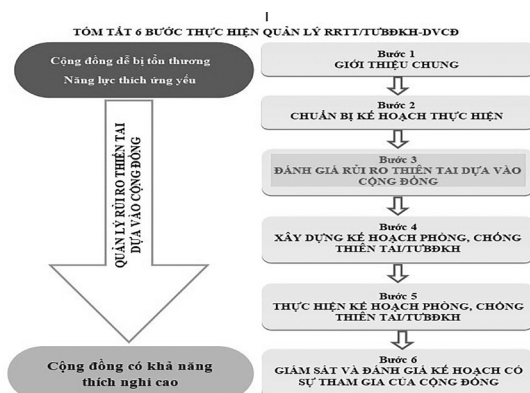 TÓM TẮT 6 BƯỚC THỰC HIỆN QUẢN LÝ RRTT/TƯBĐKH-DVCĐ
Cộng đồng dễ bị tổn thương
Năng lực thích ứng yếu
QUẢN LÝ RỦI RO THIÊN TAI
DỰA VÀO CỘNG ĐỒNG
Cộng đồng có khả năng
thích nghi cao
Bước 1
GIỚI THIỆU CHUNG
Bước 2
CHUẨN BỊ KẾ HOẠCH THỰC HIỆN
Bước 3
ĐÁNH GIÁ RỦI RO THIÊN TAI DỰA VÀO
CỘNG ĐỒNG
Bước 4
XÂY DỰNG KẾ HOẠCH PHÒNG, CHỐNG
THIÊN TAI/TƯBĐKH
Bước 5
THỰC HIỆN KẾ HOẠCH PHÒNG, CHỐNG
THIÊN TAI/TƯBĐKH
Bước 6
GIÁM SÁT VÀ ĐÁNH GIÁ KẾ HOẠCH CÓ
SỰ THAM GIA CỦA CỘNG ĐỒNG